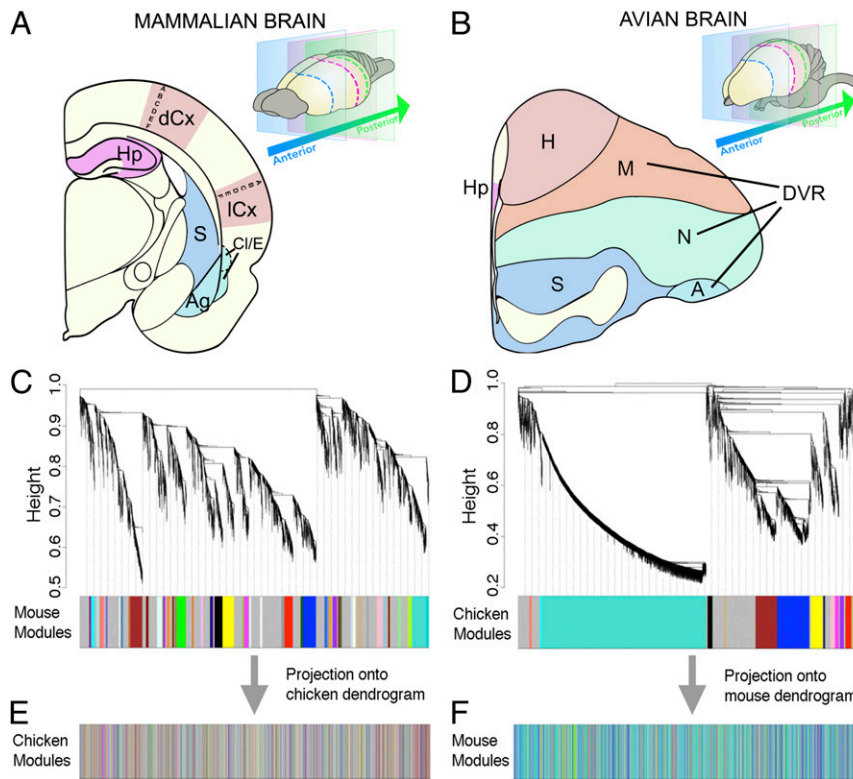 A MAMMALIAN BRAIN
B AVIAN BRAIN
Anterior
Posterior
Anterior
Posterior
A B C D E F
dCx
Hp
A B C D E F
lCx
S
Cl/E
Ag
H
M
Hp
DVR
N
S
A
C
Height
1.0
0.9
0.8
0.7
0.6
0.5
Mouse
Modules
D
Height
1.0
0.8
0.6
0.4
0.2
Chicken
Modules
Projection onto
chicken dendrogram
Projection onto
mouse dendrogram
E
Chicken
Modules
F
Mouse
Modules